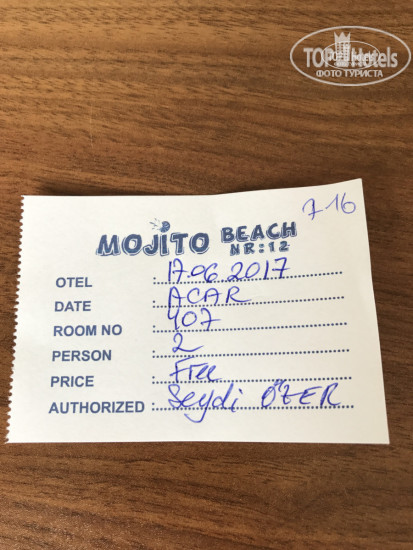 TOP Hotels
ФОТО ТУРИСТА
716
MOJITO BEACH
NR:12
OTEL : 17.06.2017
DATE : ACAR
ROOM NO : 407
PERSON : 2
PRICE : Free
AUTHORIZED : Seydi ÖZER